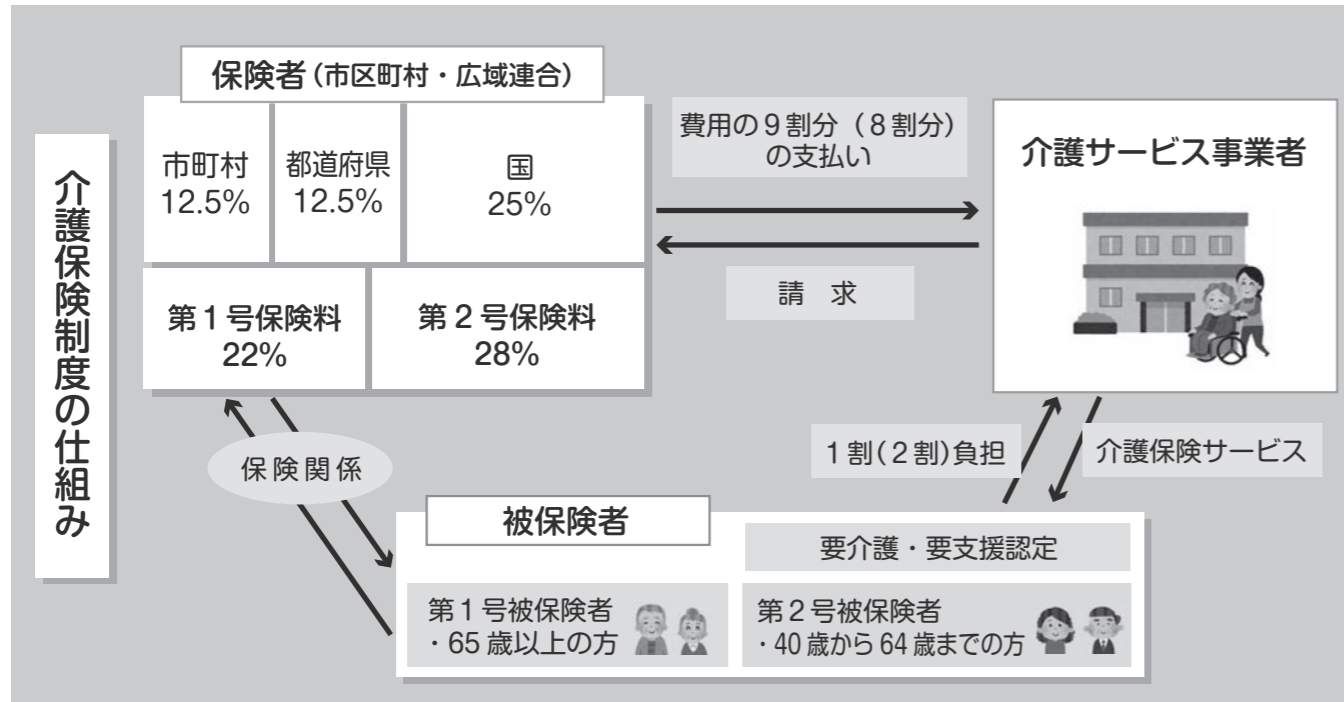 介護保険制度の仕組み
保険者（市区町村・広域連合）
市町村
12.5%
都道府県
12.5%
国
25%
第１号保険料
22%
第２号保険料
28%
費用の９割分（８割分）
の支払い
請　求
介護サービス事業者
保険関係
１割（２割）負担
介護保険サービス
被保険者
要介護・要支援認定
第１号被保険者
・65歳以上の方
第２号被保険者
・40歳から64歳までの方